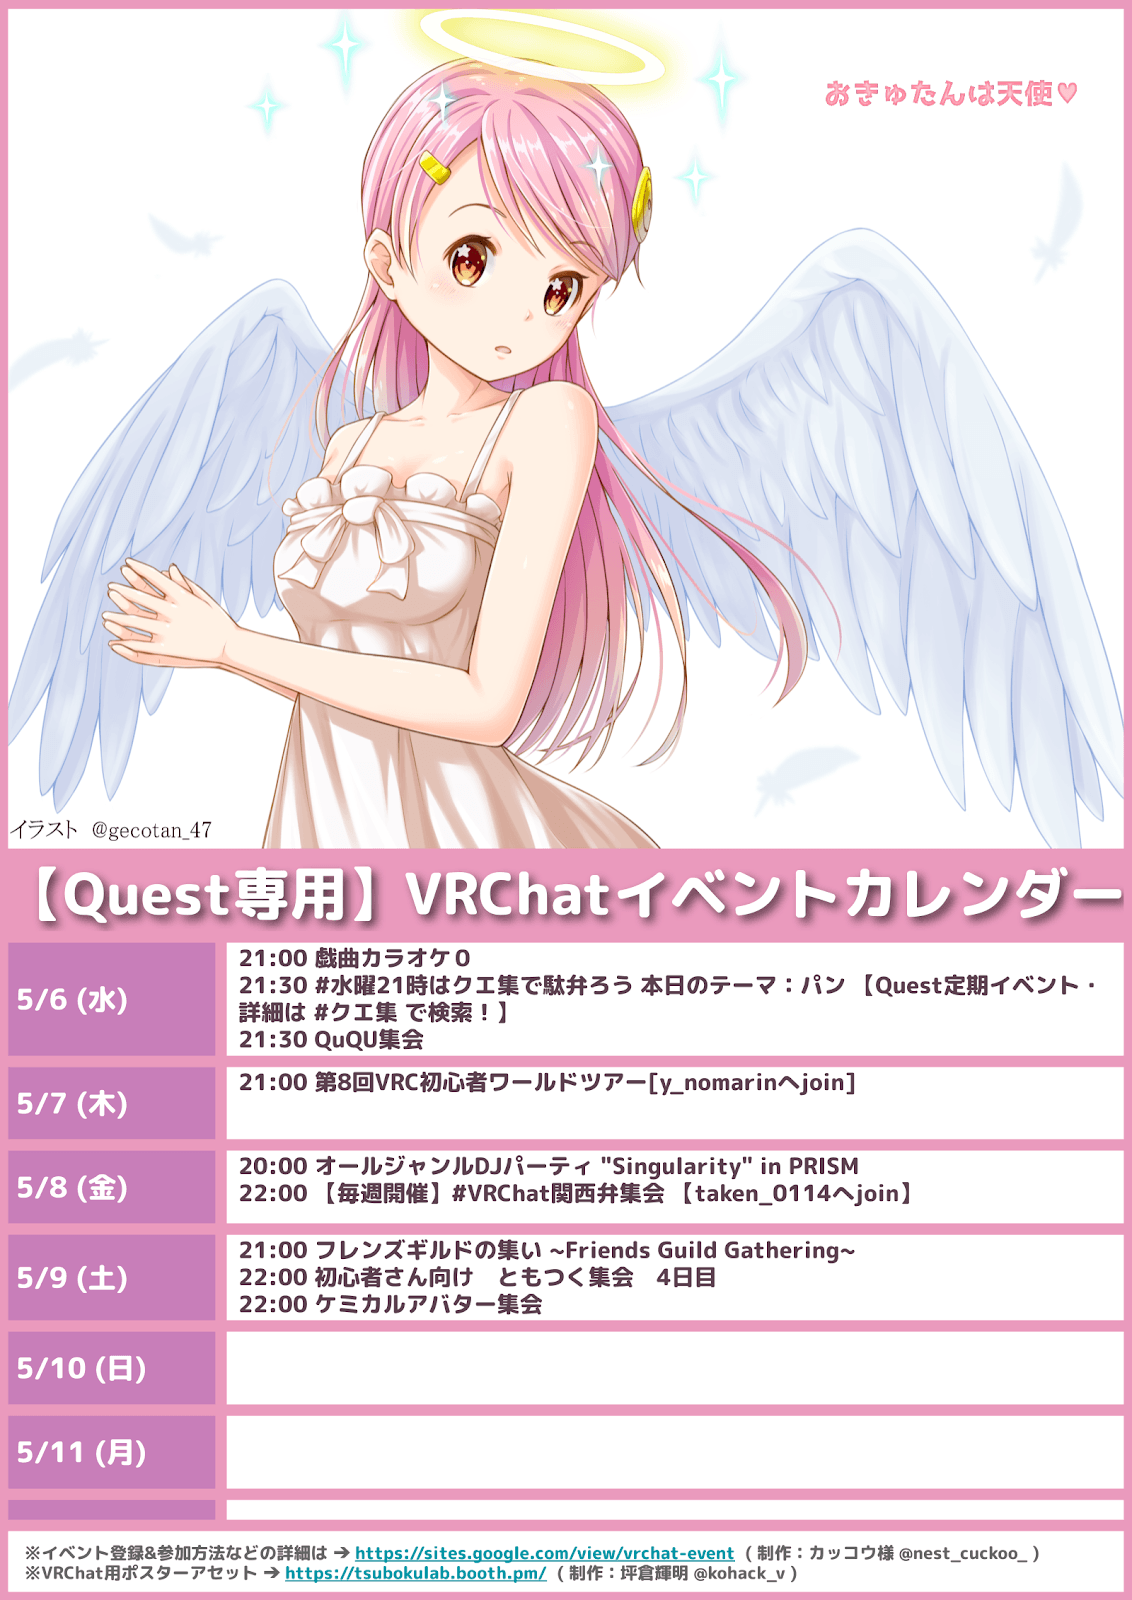 おきゅたんは天使♥
イラスト @gecotan_47
【Quest専用】VRChatイベントカレンダー
5/6 (水)
21:00 戯曲カラオケ０
21:30 #水曜21時はクエ集で駄弁ろう 本日のテーマ：パン 【Quest定期イベント・
詳細は #クエ集 で検索！】
21:30 QuQU集会
5/7 (木)
21:00 第8回VRC初心者ワールドツアー[y_nomarinへjoin]
5/8 (金)
20:00 オールジャンルDJパーティ "Singularity" in PRISM
22:00 【毎週開催】#VRChat関西弁集会 【taken_0114へjoin】
5/9 (土)
21:00 フレンズギルドの集い ~Friends Guild Gathering~
22:00 初心者さん向け　ともつく集会　4日目
22:00 ケミカルアバター集会
5/10 (日)
5/11 (月)
※イベント登録&参加方法などの詳細は ➔ https://sites.google.com/view/vrchat-event ( 制作：カッコウ様 @nest_cuckoo_ )
※VRChat用ポスターアセット ➔ https://tsubokulab.booth.pm/ ( 制作：坪倉輝明 @kohack_v )